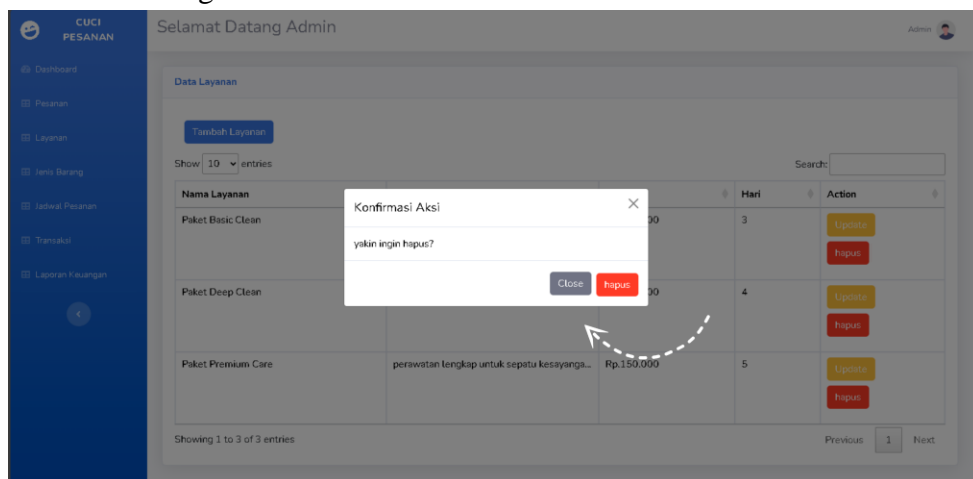 CUCI
PESANAN
Selamat Datang Admin
Admin
Dashboard
Pesanan
Layanan
Jenis Barang
Jadwal Pesanan
Transaksi
Laporan Keuangan
Data Layanan
Tambah Layanan
Show 10 entries
Search:
Nama Layanan Hari Action
Paket Basic Clean 00 3 Update
hapus
Konfirmasi Aksi
yakin ingin hapus?
Close hapus
Paket Deep Clean 00 4 Update
hapus
Paket Premium Care perawatan lengkap untuk sepatu kesayanga... Rp.150.000 5 Update
hapus
Showing 1 to 3 of 3 entries
Previous 1 Next